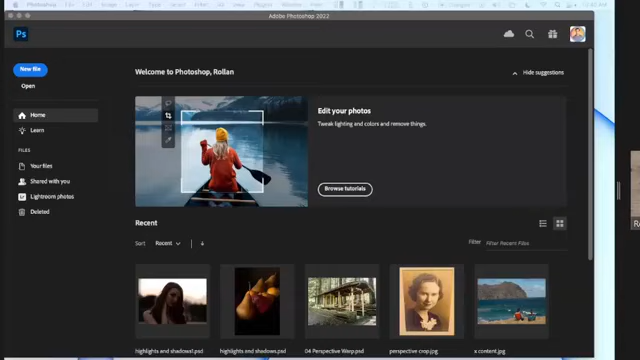 Adobe Photoshop 2022
Ps
New file
Welcome to Photoshop, Rollan
Hide suggestions
Open
Edit your photos
Tweak lighting and colors and remove things.
Home
Learn
FILES
Your files
Shared with you
Browse tutorials
Lightroom photos
Deleted
Recent
Sort Recent
Filter Filter Recent Files
highlights and shadowsI.psd
highlights and shadows.psd
04 Perspective Warp.psd
perspective crop.jpg
x content.jpg